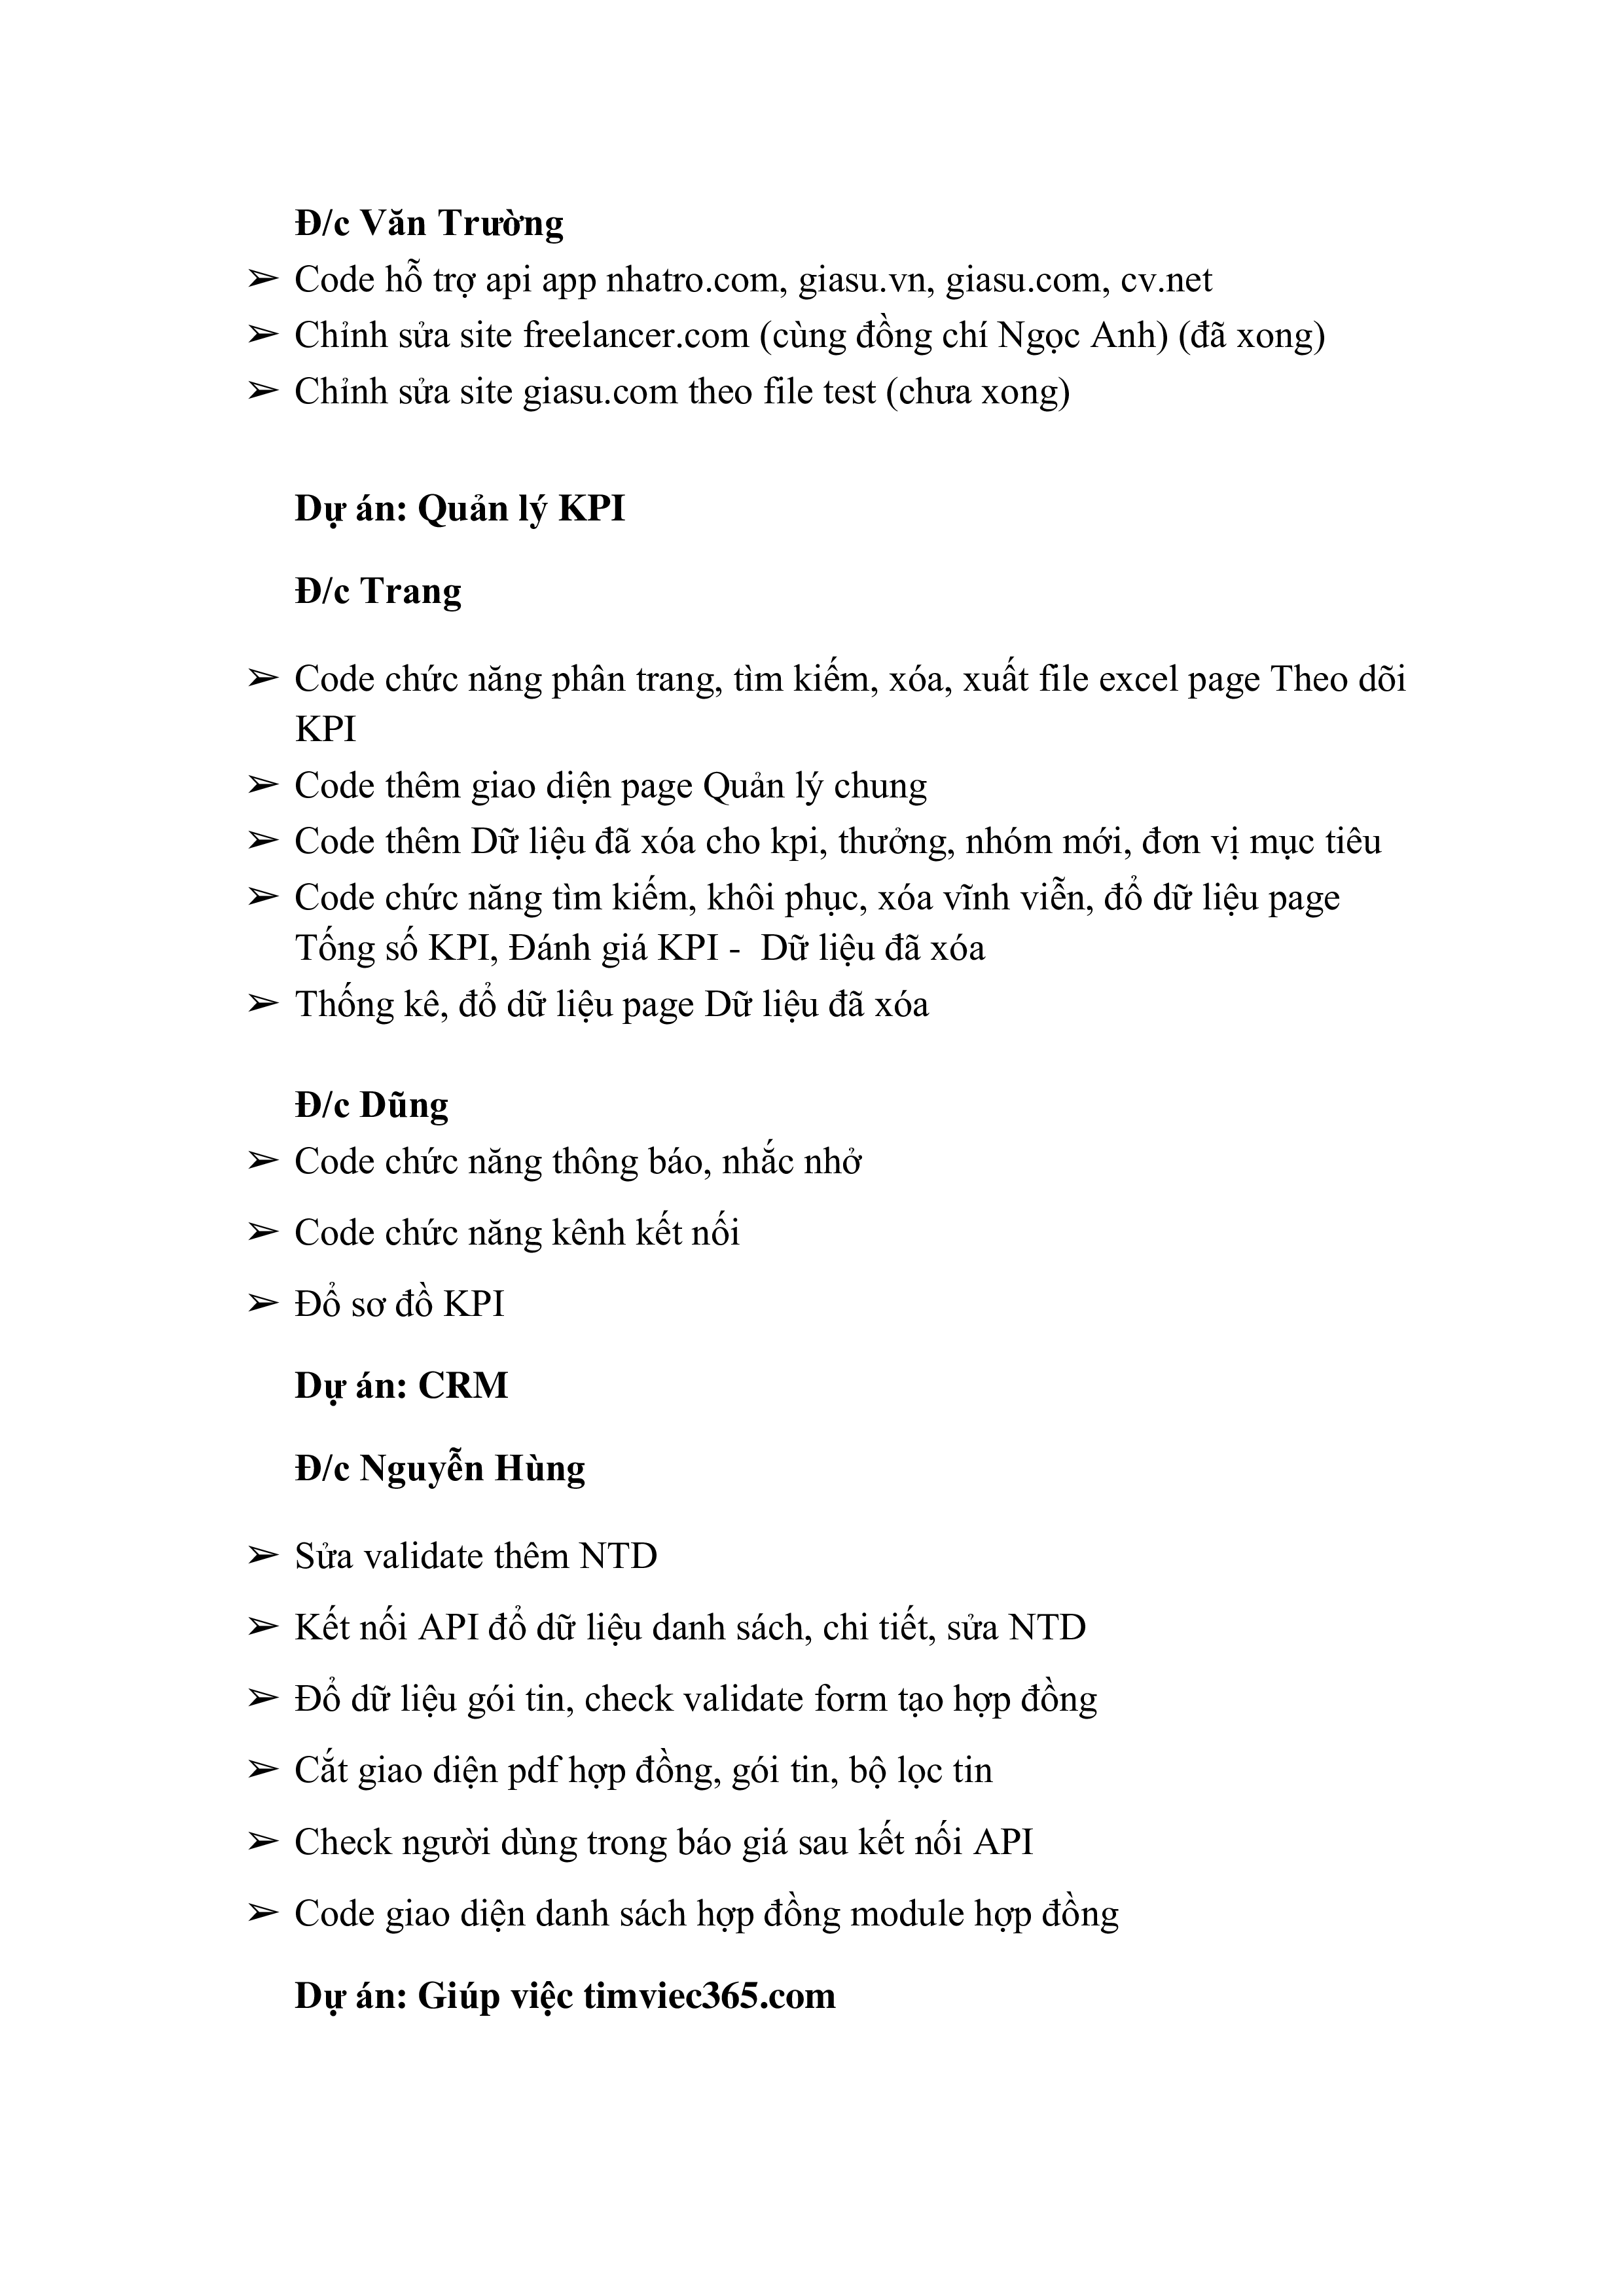 Đ/c Văn Trường
➢ Code hỗ trợ api app nhatro.com, giasu.vn, giasu.com, cv.net
➢ Chỉnh sửa site freelancer.com (cùng đồng chí Ngọc Anh) (đã xong)
➢ Chỉnh sửa site giasu.com theo file test (chưa xong)
Dự án: Quản lý KPI
Đ/c Trang
➢ Code chức năng phân trang, tìm kiếm, xóa, xuất file excel page Theo dõi
KPI
➢ Code thêm giao diện page Quản lý chung
➢ Code thêm Dữ liệu đã xóa cho kpi, thưởng, nhóm mới, đơn vị mục tiêu
➢ Code chức năng tìm kiếm, khôi phục, xóa vĩnh viễn, đổ dữ liệu page
Tống số KPI, Đánh giá KPI -  Dữ liệu đã xóa
➢ Thống kê, đổ dữ liệu page Dữ liệu đã xóa
Đ/c Dũng
➢ Code chức năng thông báo, nhắc nhở
➢ Code chức năng kênh kết nối
➢ Đổ sơ đồ KPI
Dự án: CRM
Đ/c Nguyễn Hùng
➢ Sửa validate thêm NTD
➢ Kết nối API đổ dữ liệu danh sách, chi tiết, sửa NTD
➢ Đổ dữ liệu gói tin, check validate form tạo hợp đồng
➢ Cắt giao diện pdf hợp đồng, gói tin, bộ lọc tin
➢ Check người dùng trong báo giá sau kết nối API
➢ Code giao diện danh sách hợp đồng module hợp đồng
Dự án: Giúp việc timviec365.com